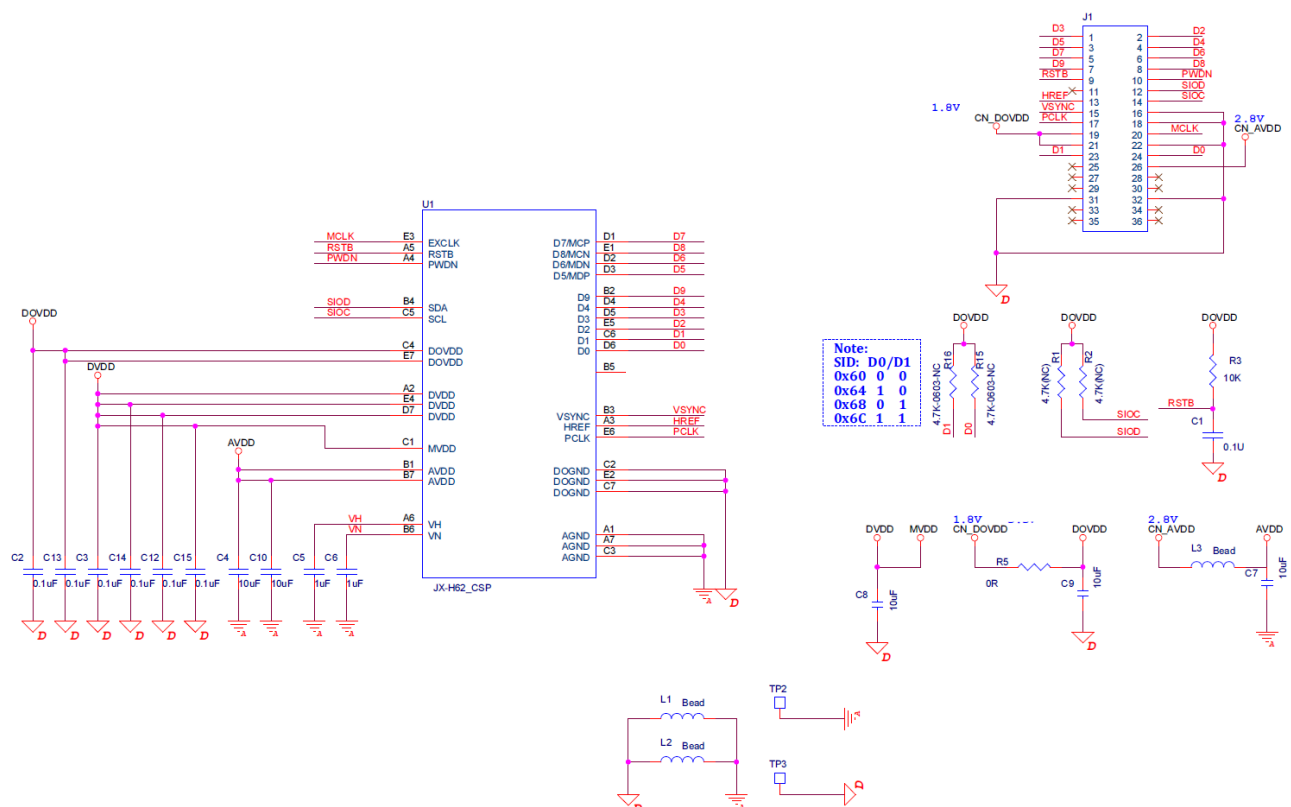 J1
D3 1 2 D2
D5 3 4 D4
D7 5 6 D6
D9 7 8 D8
RSTB 9 10 PWDN
11 12 SIOD
HREF 13 14 SIOC
VSYNC 15 16
PCLK 17 18
19 20 MCLK
21 22
D1 23 24 D0
25 26
27 28
29 30
31 32
33 34
35 36
1.8V
CN_DOVDD
2.8V
CN_AVDD
D
U1
MCLK E3 EXCLK D7/MCP D1 D7
RSTB A5 RSTB D8/MCN E1 D8
PWDN A4 PWDN D6/MDN D2 D6
D5/MDP D3 D5
D9 B2 D9
SIOD B4 SDA D4 D4 D4
SIOC C5 SCL D3 D5 D3
D2 E5 D2
D1 C6 D1
D0 D6 D0
DOVDD
C4 DOVDD
E7 DOVDD
B5
DVDD
A2 DVDD
E4 DVDD
D7 DVDD
VSYNC B3 VSYNC
HREF A3 HREF
PCLK E6 PCLK
C1 MVDD
AVDD
B1 AVDD
B7 AVDD
DOGND C2
DOGND E2
DOGND C7
VH A6 VH
VN B6 VN
AGND A1
AGND A7
AGND C3
JX-H62_CSP
A D
C2 C13 C3 C14 C12 C15 C4 C10 C5 C6
0.1uF 0.1uF 0.1uF 0.1uF 0.1uF 0.1uF 10uF 10uF 1uF 1uF
D D D D D D A A A A
Note:
SID: D0/D1
0x60 0 0
0x64 1 0
0x68 0 1
0x6C 1 1
DOVDD
R16
4.7K-0603-NC
R15
4.7K-0603-NC
D1
D0
DOVDD
R1
4.7K(NC)
R2
4.7K(NC)
SIOC
SIOD
DOVDD
R3
10K
RSTB
C1
0.1U
D
DVDD MVDD
C8
10uF
D
1.8V
CN_DOVDD
DOVDD
R5
0R
C9
10uF
D
2.8V
CN_AVDD
AVDD
L3 Bead
C7
10uF
A
L1 Bead
L2 Bead
D A
TP2
A
TP3
D